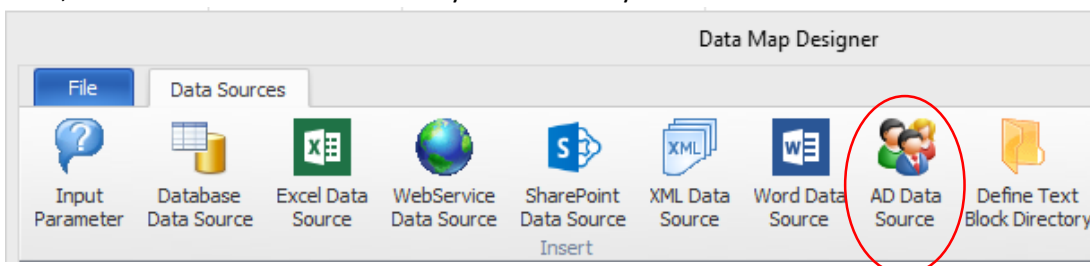 Data Map Designer
File Data Sources
Input Database Excel Data WebService SharePoint XML Data Word Data AD Data Define Text
Parameter Data Source Source Data Source Data Source Source Source Source Block Directory
Insert